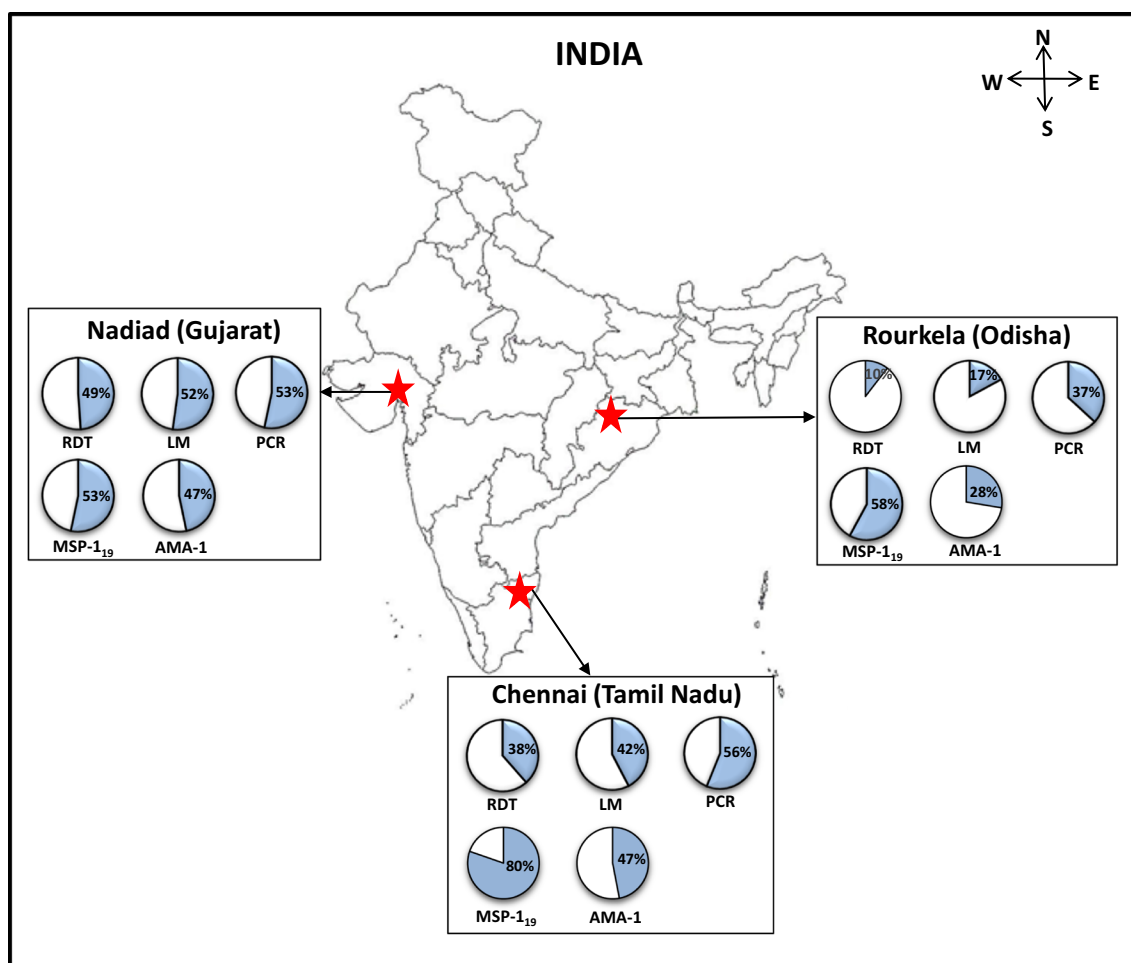 INDIA
N
W E
S
Nadiad (Gujarat)
49% 52% 53%
RDT LM PCR
53% 47%
MSP-1₁₉ AMA-1
Rourkela (Odisha)
10% 17% 37%
RDT LM PCR
58% 28%
MSP-1₁₉ AMA-1
Chennai (Tamil Nadu)
38% 42% 56%
RDT LM PCR
80% 47%
MSP-1₁₉ AMA-1